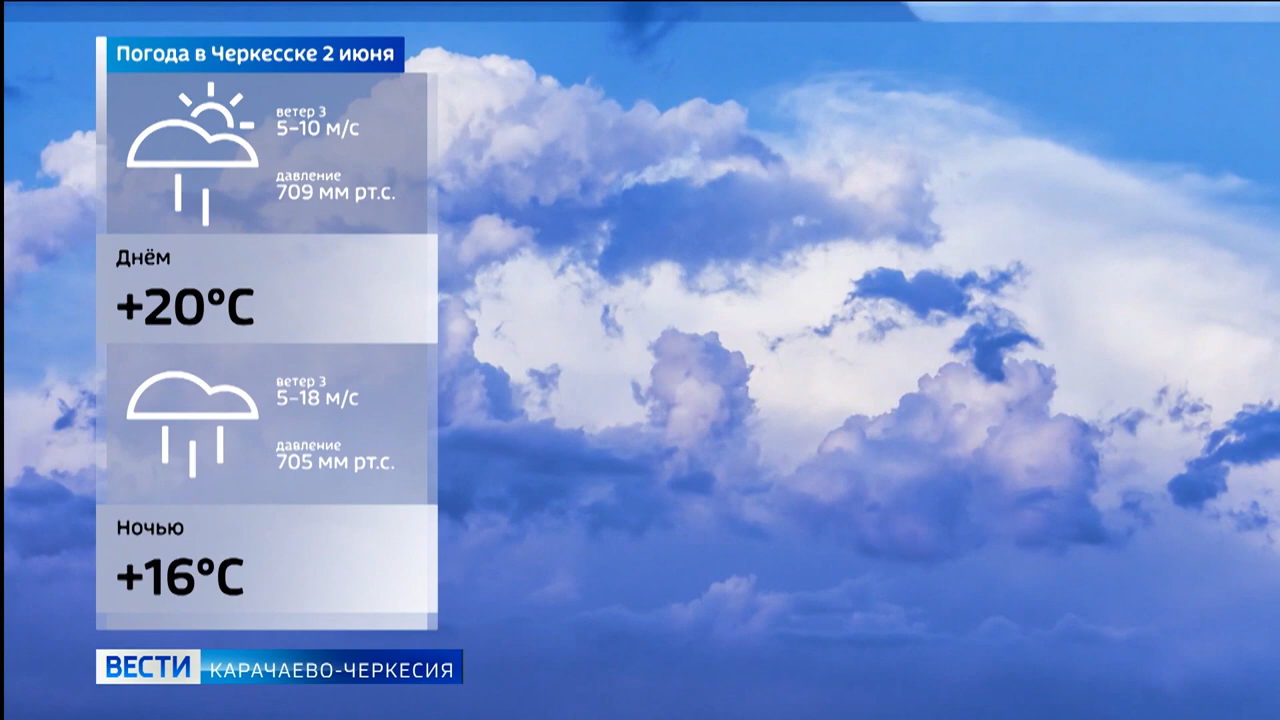 Погода в Черкесске 2 июня
ветер З
5-10 м/с
давление
709 мм рт.с.
Днём
+20°C
ветер З
5-18 м/с
давление
705 мм рт.с.
Ночью
+16°C
ВЕСТИ КАРАЧАЕВО-ЧЕРКЕСИЯ